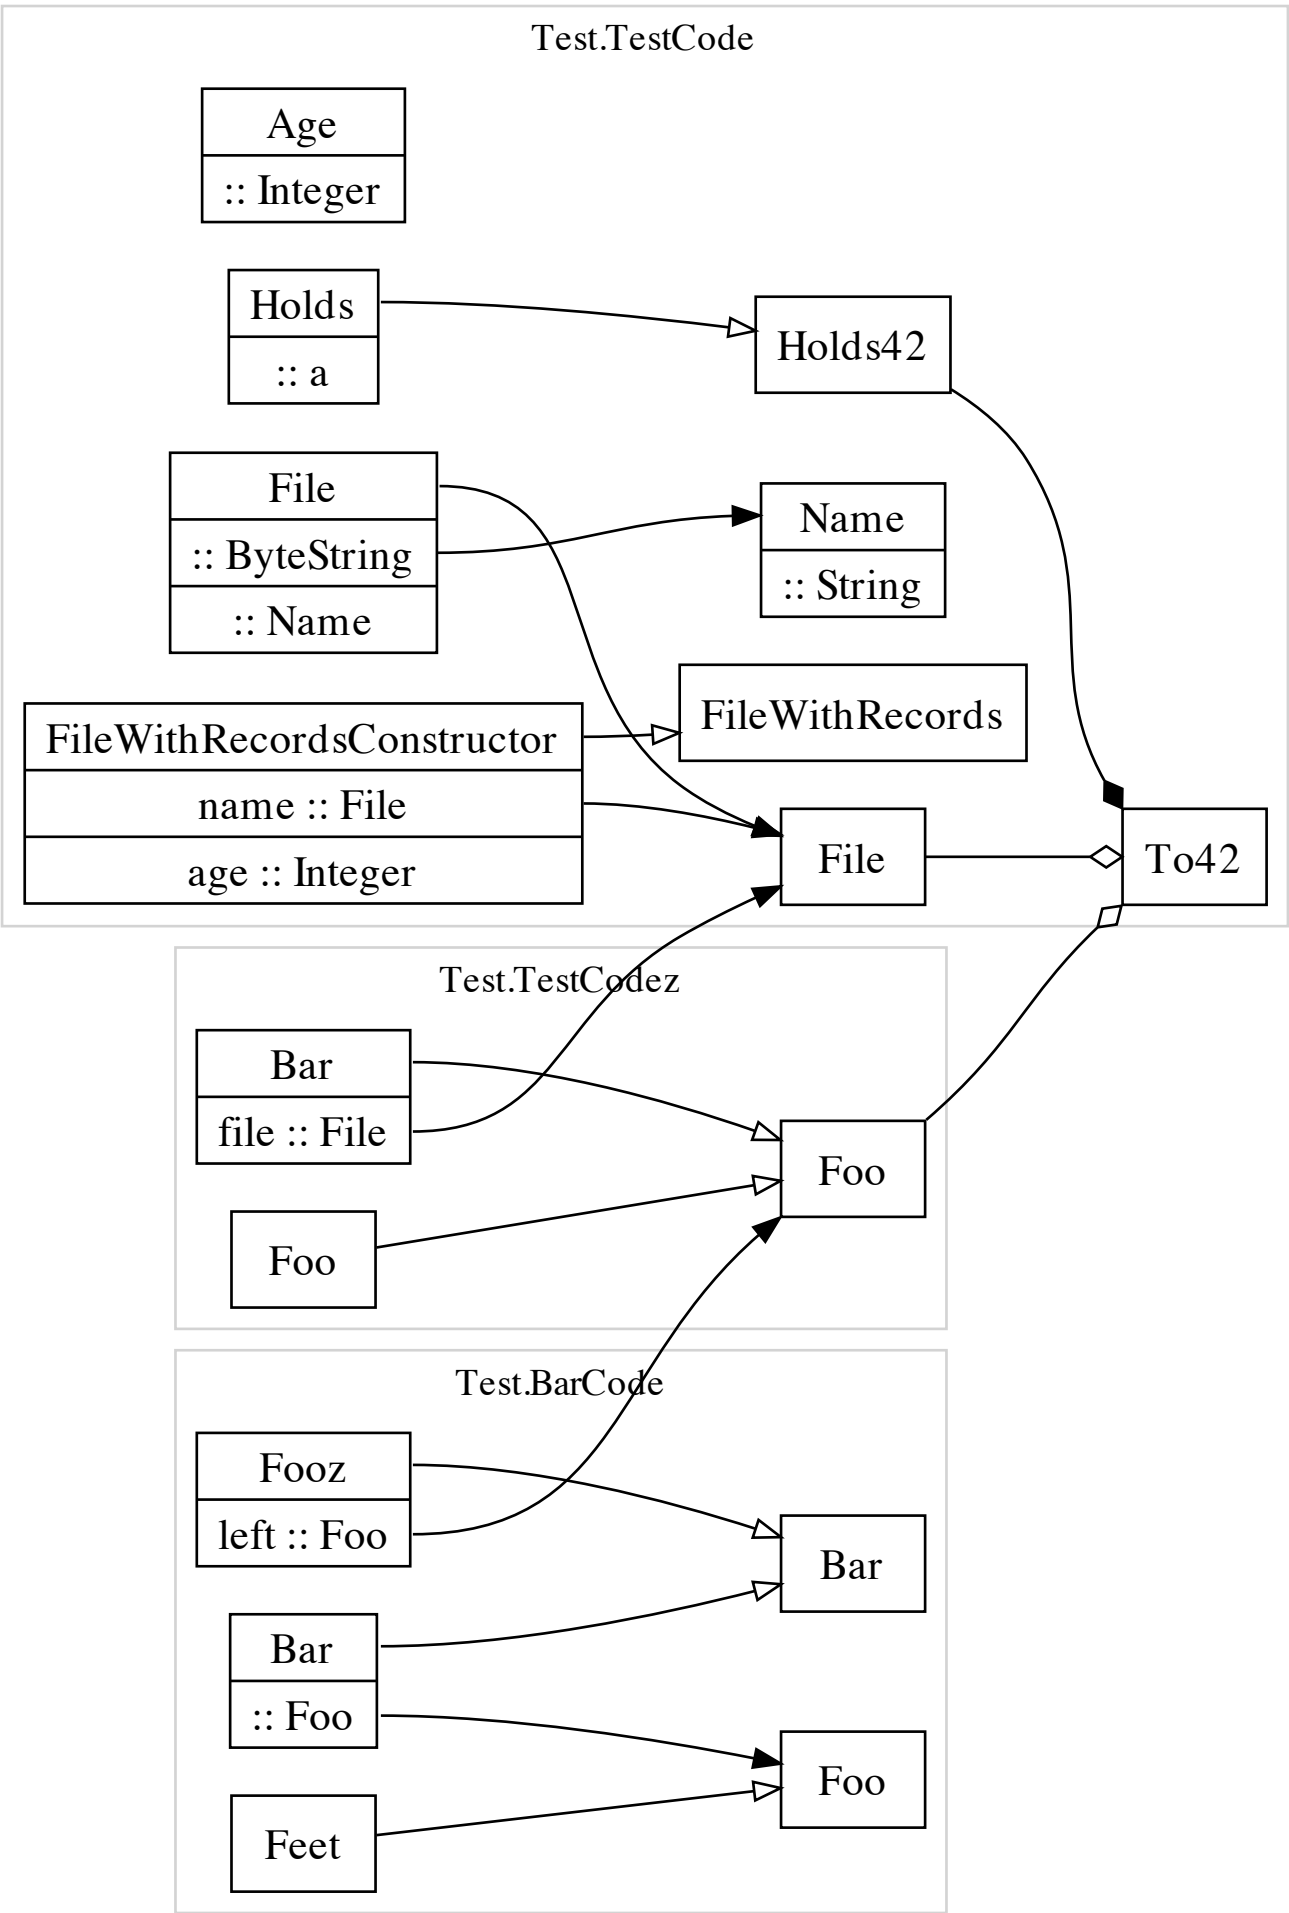 Test.TestCode
Age
:: Integer
Holds
:: a
Holds42
File
:: ByteString
:: Name
Name
:: String
FileWithRecordsConstructor
name :: File
age :: Integer
FileWithRecords
File
To42
Test.TestCodez
Bar
file :: File
Foo
Foo
Test.BarCode
Fooz
left :: Foo
Bar
Bar
:: Foo
Foo
Feet